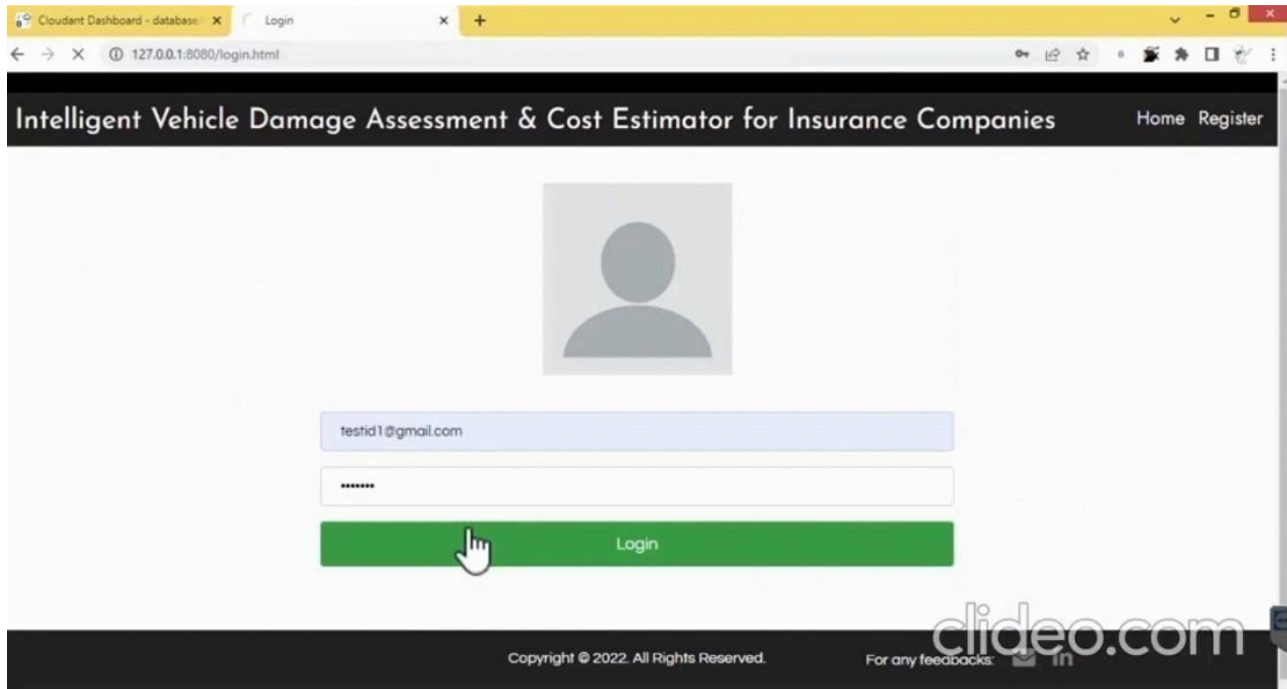 Cloudant Dashboard - database
Login
127.0.0.1:8080/login.html
Intelligent Vehicle Damage Assessment & Cost Estimator for Insurance Companies
Home Register
testid1@gmail.com
•••••••
Login
Copyright © 2022. All Rights Reserved.
For any feedbacks:
in
clideo.com